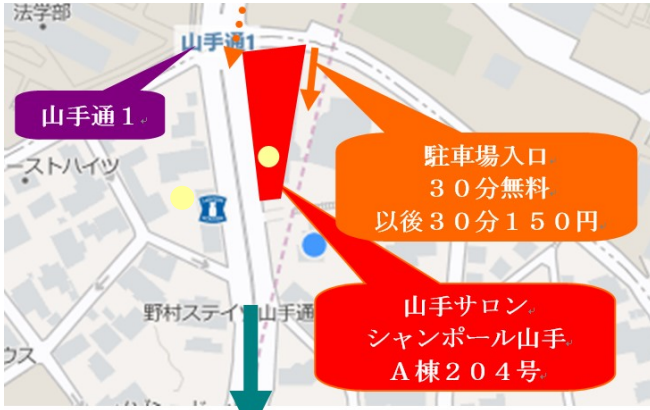 法学部
山手通1
山手通１
ーストハイツ
駐車場入口
３０分無料
以後３０分１５０円
野村ステイツ山手通
山手サロン
シャンポール山手
Ａ棟２０４号
ウス